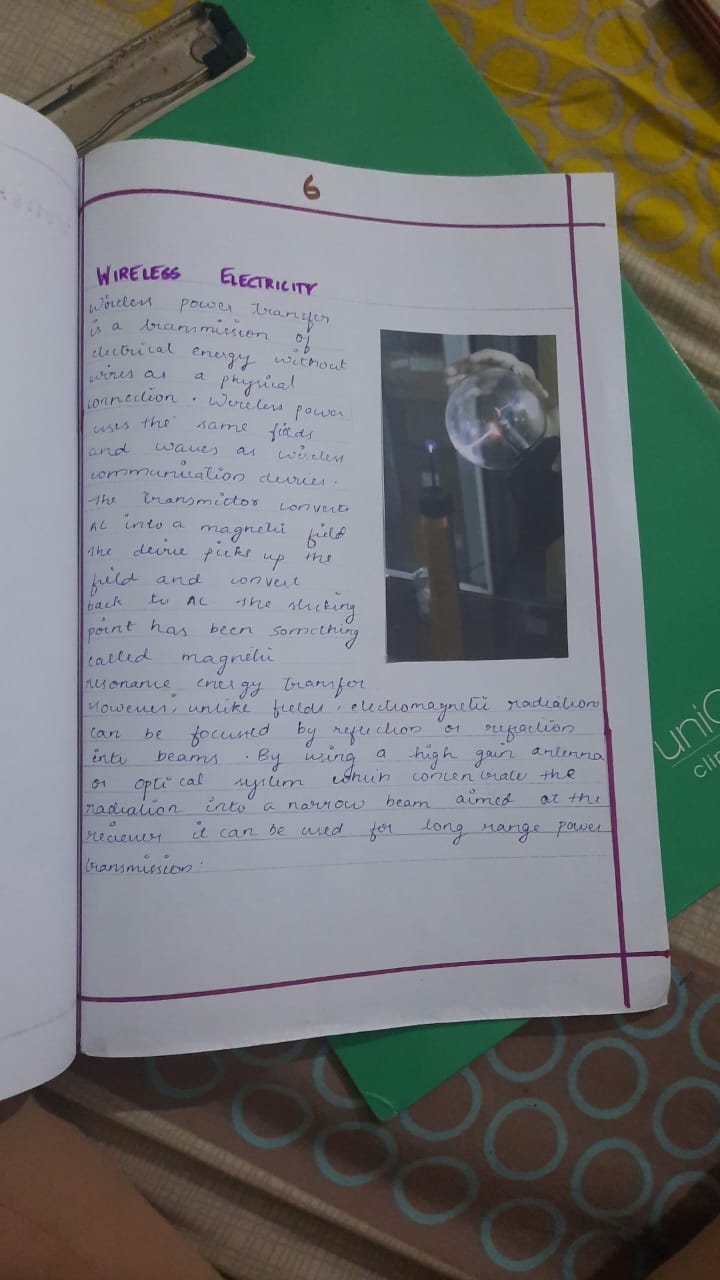 6
WIRELESS ELECTRICITY
Wireless power transfer
is a transmission of
electrical energy without
wires as a physical
connection. Wireless power
uses the same fields
and waves as wireless
communication devices.
The transmittor converts
AC into a magnetic field
The device picks up the
field and convert
back to AC The sticking
point has been something
called magnetic
resonance energy transfer
However, unlike fields, electromagnetic radiation
can be focused by reflection or refraction
into beams. By using a high gain antenna
or optical system which concentrate the
radiation into a narrow beam aimed at the
reciever it can be used for long range power
transmission.